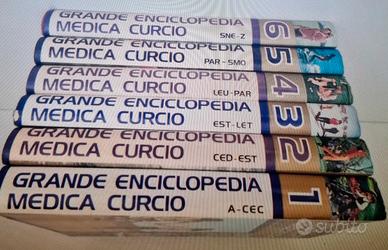 GRANDE ENCICLOPEDIA
MEDICA CURCIO
SNE-Z
6
GRANDE ENCICLOPEDIA
MEDICA CURCIO
PAR-SMO
5
GRANDE ENCICLOPEDIA
MEDICA CURCIO
LEU-PAR
4
GRANDE ENCICLOPEDIA
MEDICA CURCIO
EST-LET
3
GRANDE ENCICLOPEDIA
MEDICA CURCIO
CED-EST
2
GRANDE ENCICLOPEDIA
MEDICA CURCIO
A-CEC
1
subito